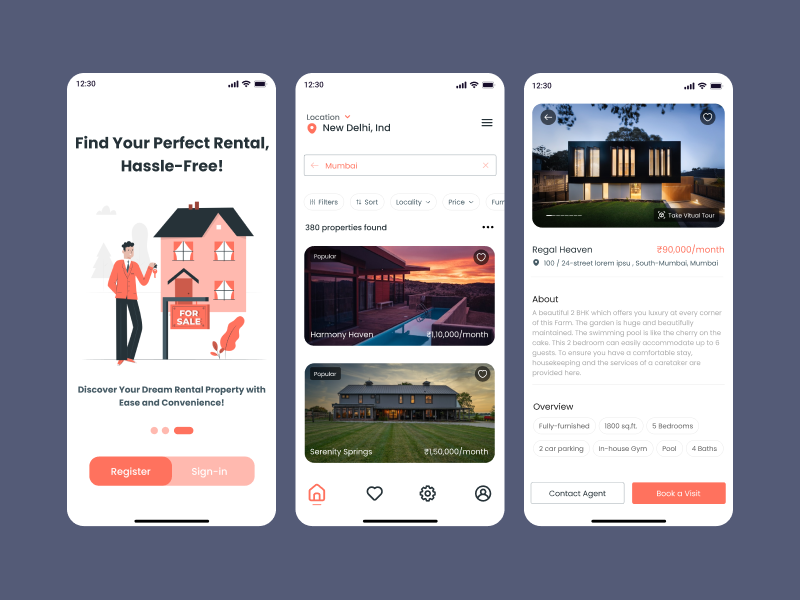 12:30
Find Your Perfect Rental,
Hassle-Free!
FOR
SALE
Discover Your Dream Rental Property with
Ease and Convenience!
Register Sign-in
12:30
Location
New Delhi, Ind
Mumbai
Filters Sort Locality Price Furn
380 properties found
Popular
Harmony Haven ₹1,10,000/month
Popular
Serenity Springs ₹1,50,000/month
12:30
Take Vitual Tour
Regal Heaven ₹90,000/month
100 / 24-street lorem ipsu , South-Mumbai, Mumbai
About
A beautiful 2 BHK which offers you luxury at every corner
of this Farm. The garden is huge and beautifully
maintained. The swimming pool is like the cherry on the
cake. This 2 bedroom can easily accommodate up to 6
guests. To ensure you have a comfortable stay,
housekeeping and the services of a caretaker are
provided here.
Overview
Fully-furnished 1800 sq.ft. 5 Bedrooms
2 car parking In-house Gym Pool 4 Baths
Contact Agent Book a Visit